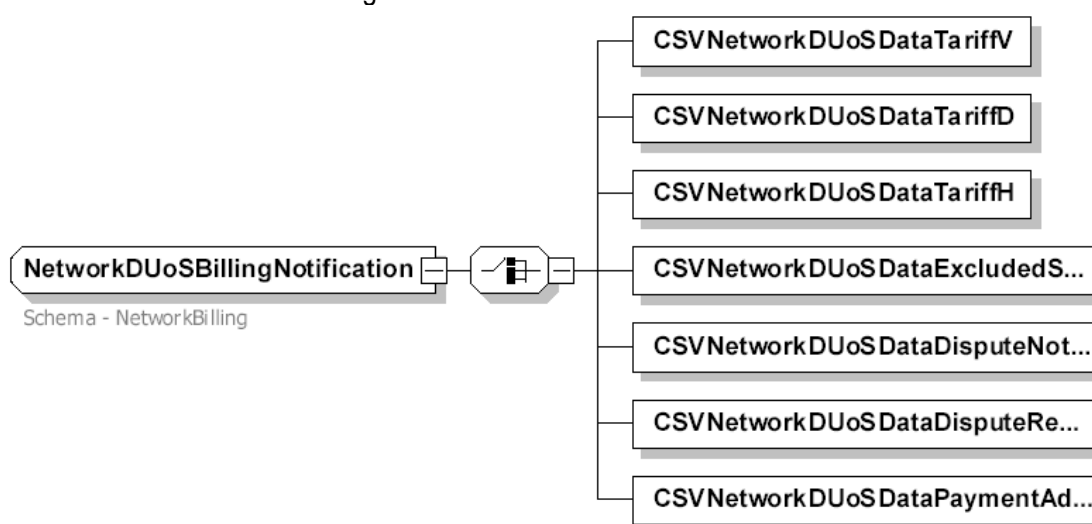 CSVNetworkDUoSDataTariffV
CSVNetworkDUoSDataTariffD
CSVNetworkDUoSDataTariffH
NetworkDUoSBillingNotification
CSVNetworkDUoSDataExcludedS...
Schema - NetworkBilling
CSVNetworkDUoSDataDisputeNot...
CSVNetworkDUoSDataDisputeRe...
CSVNetworkDUoSDataPaymentAd...